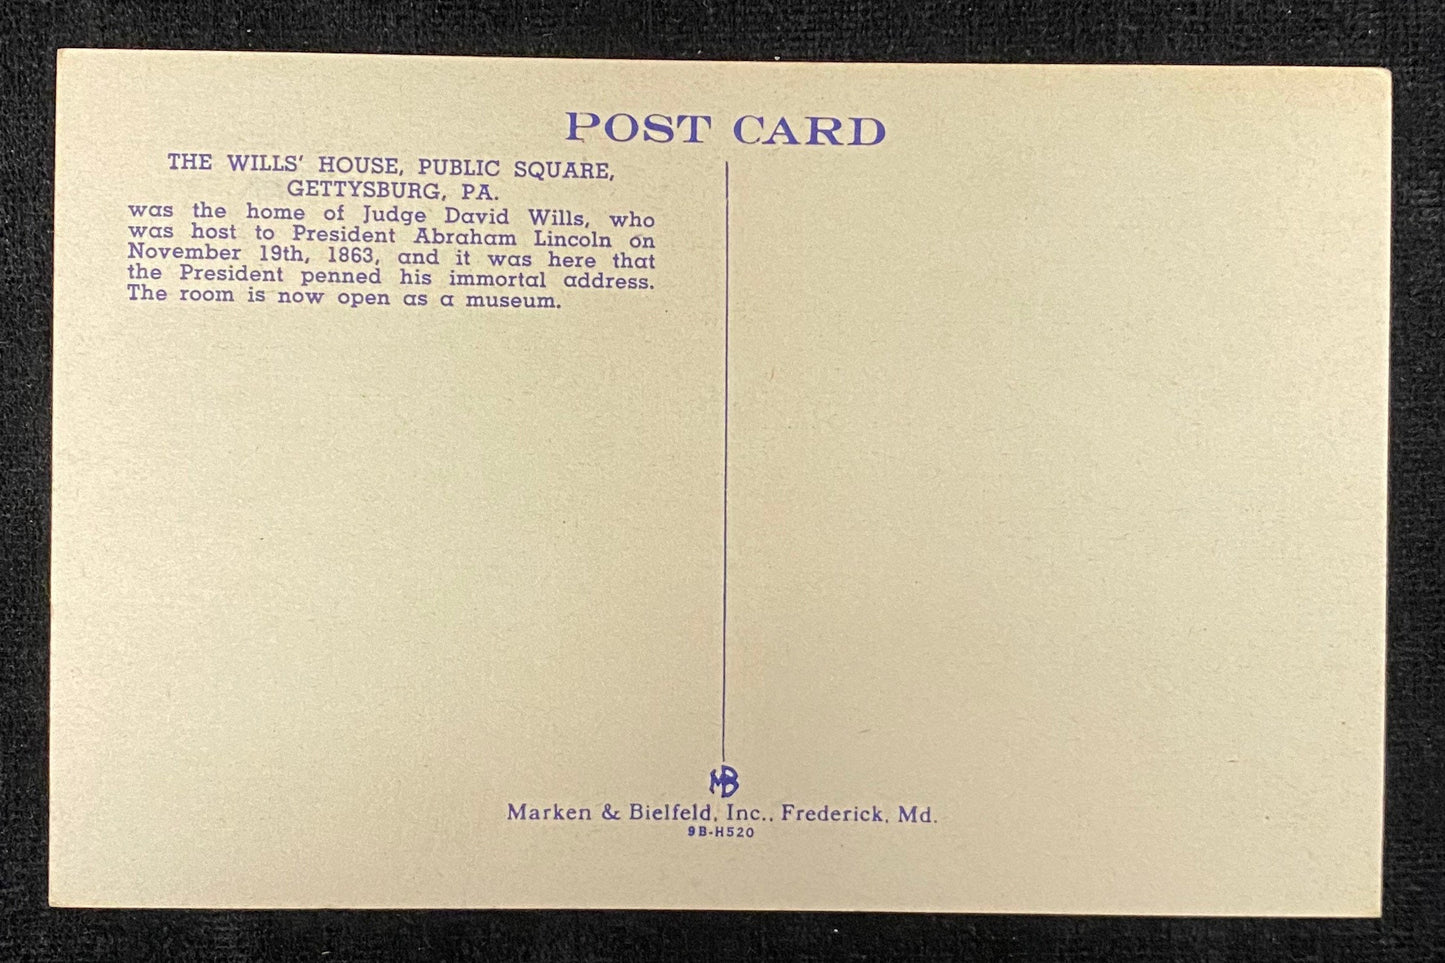 POST CARD
THE WILLS' HOUSE, PUBLIC SQUARE,
GETTYSBURG, PA.
was the home of Judge David Wills, who
was host to President Abraham Lincoln on
November 19th, 1863, and it was here that
the President penned his immortal address.
The room is now open as a museum.
MB
Marken & Bielfeld, Inc., Frederick, Md.
9B-H520